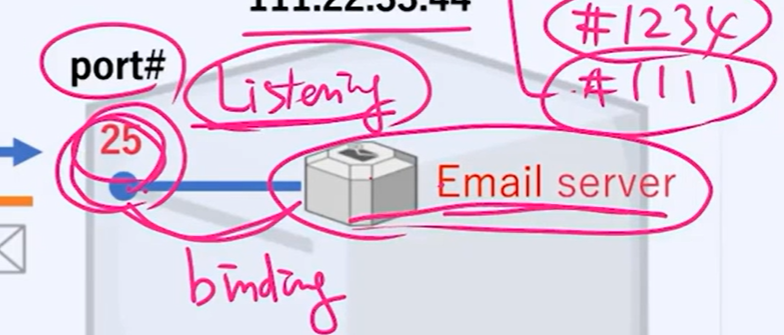 111.22.33.44
#1234
#1111
port#
Listening
25
Email server
binding